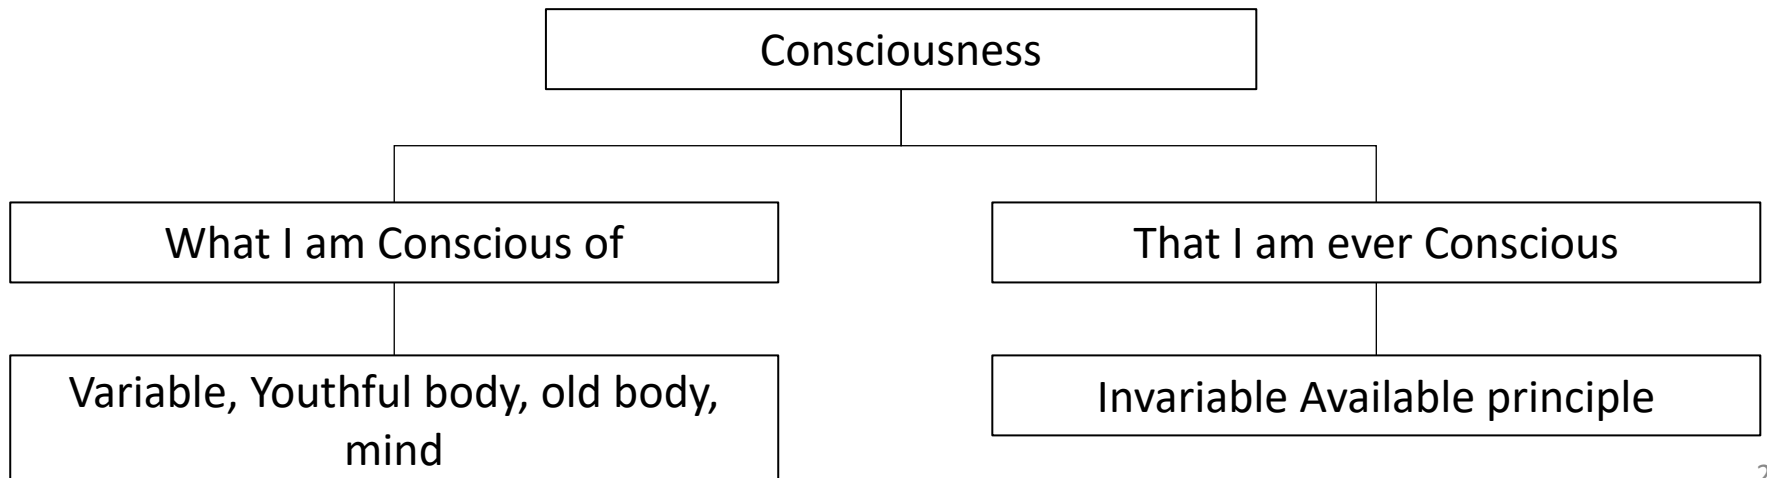 Consciousness
What I am Conscious of
That I am ever Conscious
Variable, Youthful body, old body,
mind
Invariable Available principle